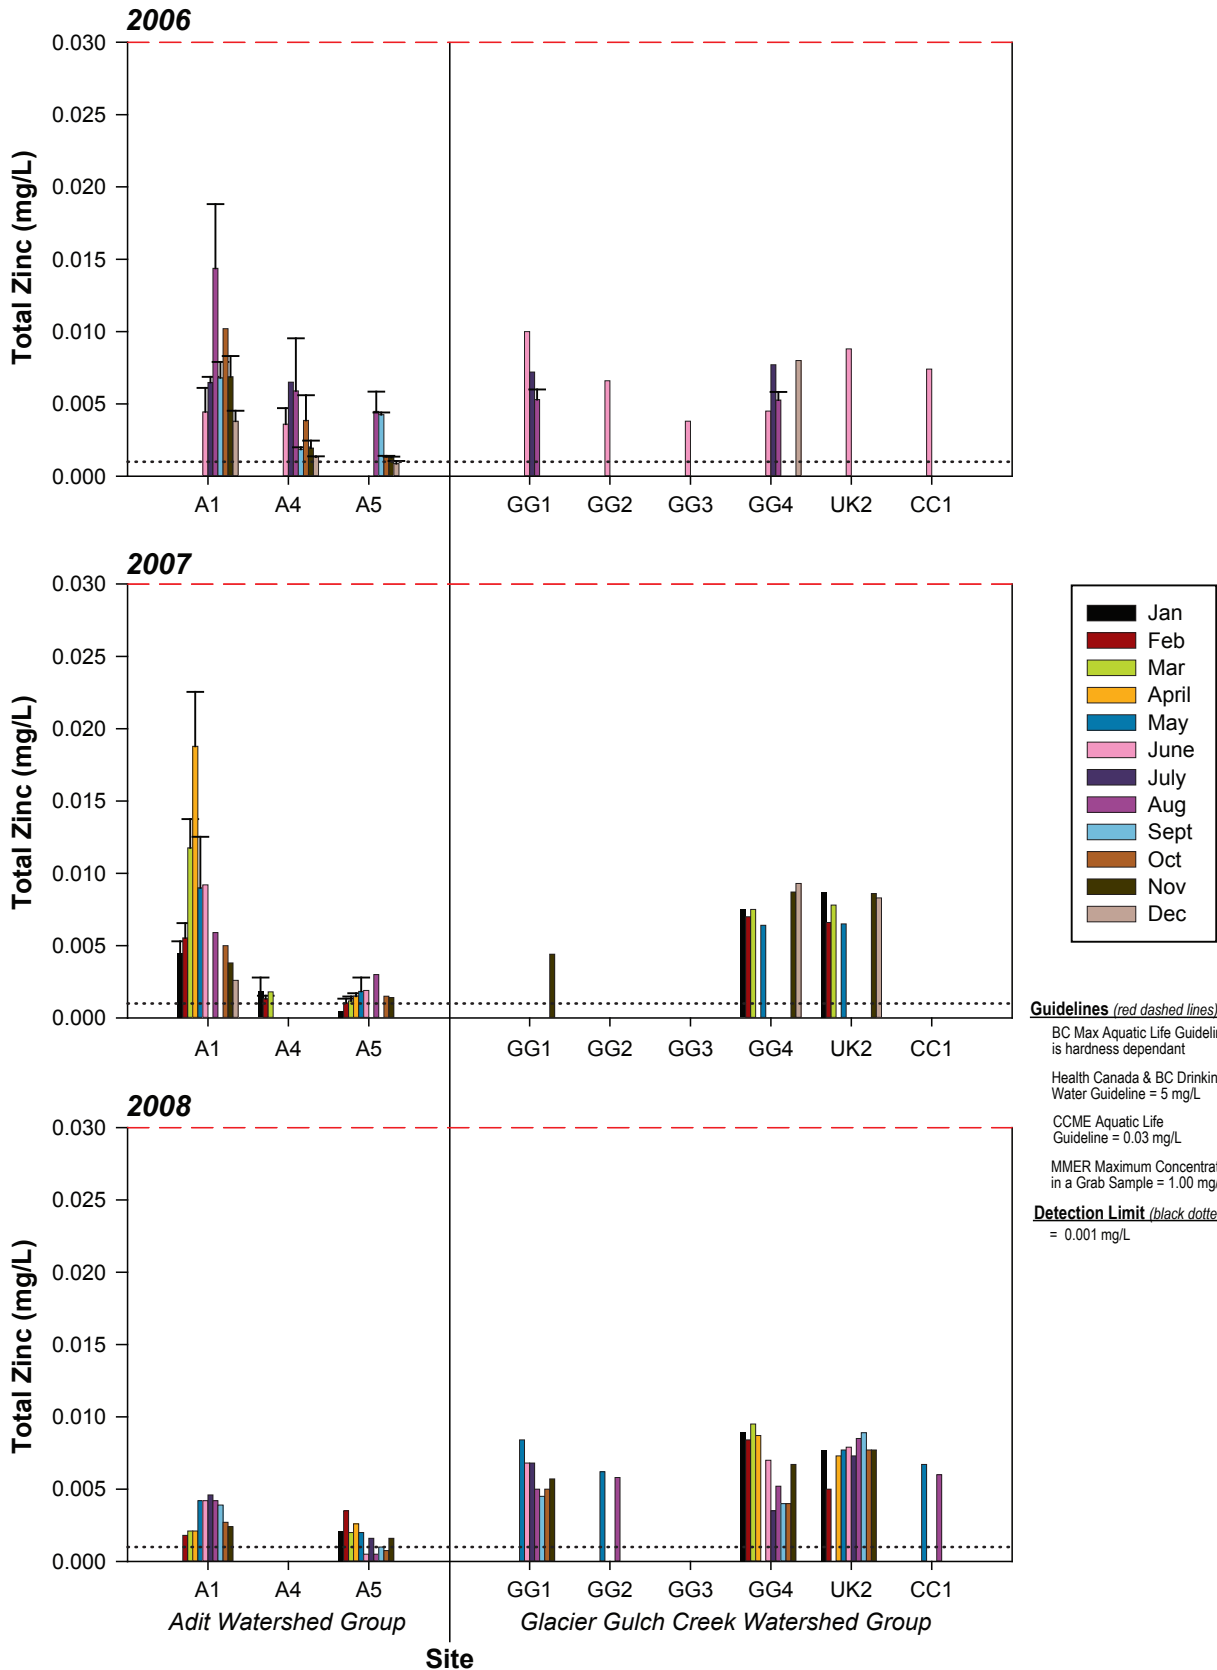 2006
Total Zinc (mg/L)
0.030
0.025
0.020
0.015
0.010
0.005
0.000
A1 A4 A5 GG1 GG2 GG3 GG4 UK2 CC1
2007
Total Zinc (mg/L)
0.030
0.025
0.020
0.015
0.010
0.005
0.000
A1 A4 A5 GG1 GG2 GG3 GG4 UK2 CC1
Jan
Feb
Mar
April
May
June
July
Aug
Sept
Oct
Nov
Dec
Guidelines (red dashed lines)
BC Max Aquatic Life Guidelin
is hardness dependant
Health Canada & BC Drinkin
Water Guideline = 5 mg/L
CCME Aquatic Life
Guideline = 0.03 mg/L
MMER Maximum Concentrat
in a Grab Sample = 1.00 mg/
Detection Limit (black dotte
= 0.001 mg/L
2008
Total Zinc (mg/L)
0.030
0.025
0.020
0.015
0.010
0.005
0.000
A1 A4 A5 GG1 GG2 GG3 GG4 UK2 CC1
Adit Watershed Group Glacier Gulch Creek Watershed Group
Site